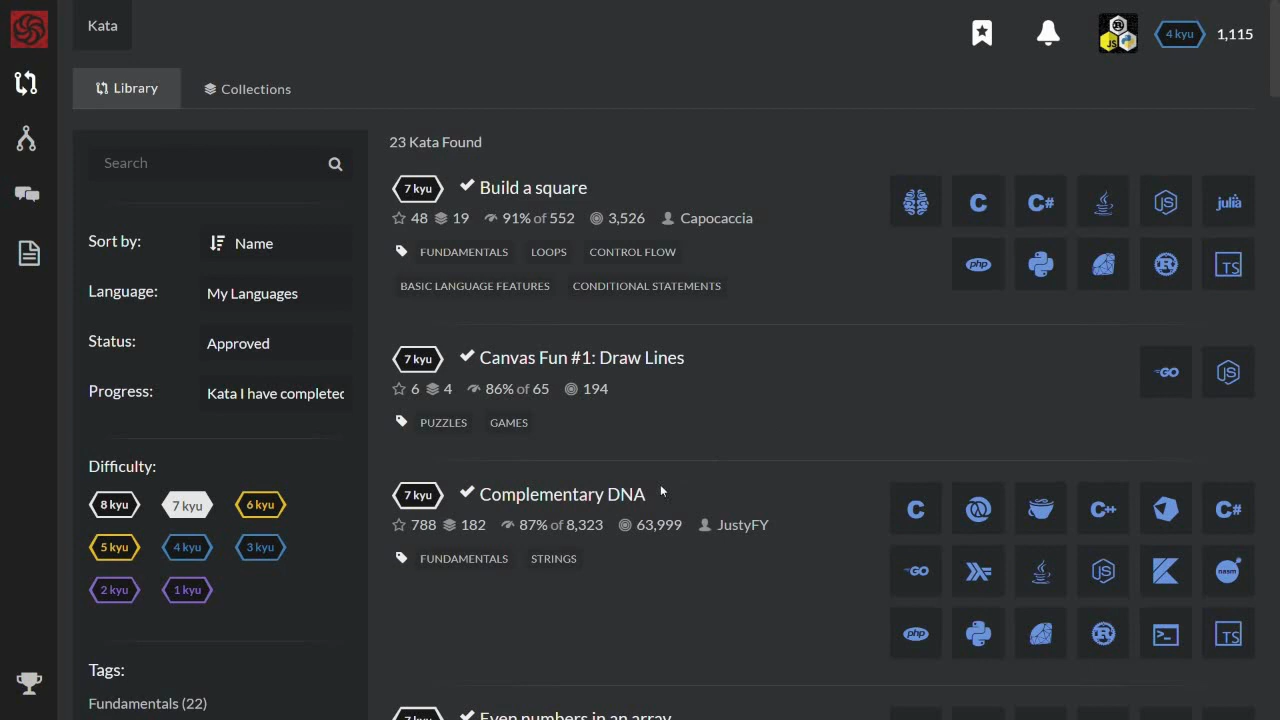 Kata
4 kyu 1,115
Library Collections
Search
Sort by: Name
Language: My Languages
Status: Approved
Progress: Kata I have completed
Difficulty:
8 kyu 7 kyu 6 kyu
5 kyu 4 kyu 3 kyu
2 kyu 1 kyu
Tags:
Fundamentals (22)
23 Kata Found
7 kyu Build a square
48 19 91% of 552 3,526 Capocaccia
FUNDAMENTALS LOOPS CONTROL FLOW
BASIC LANGUAGE FEATURES CONDITIONAL STATEMENTS
C C# JS julia
php R TS
7 kyu Canvas Fun #1: Draw Lines
6 4 86% of 65 194
PUZZLES GAMES
GO JS
7 kyu Complementary DNA
788 182 87% of 8,323 63,999 JustyFY
FUNDAMENTALS STRINGS
C C++ C#
GO JS nasm
php R TS
7 kyu Even numbers in an array